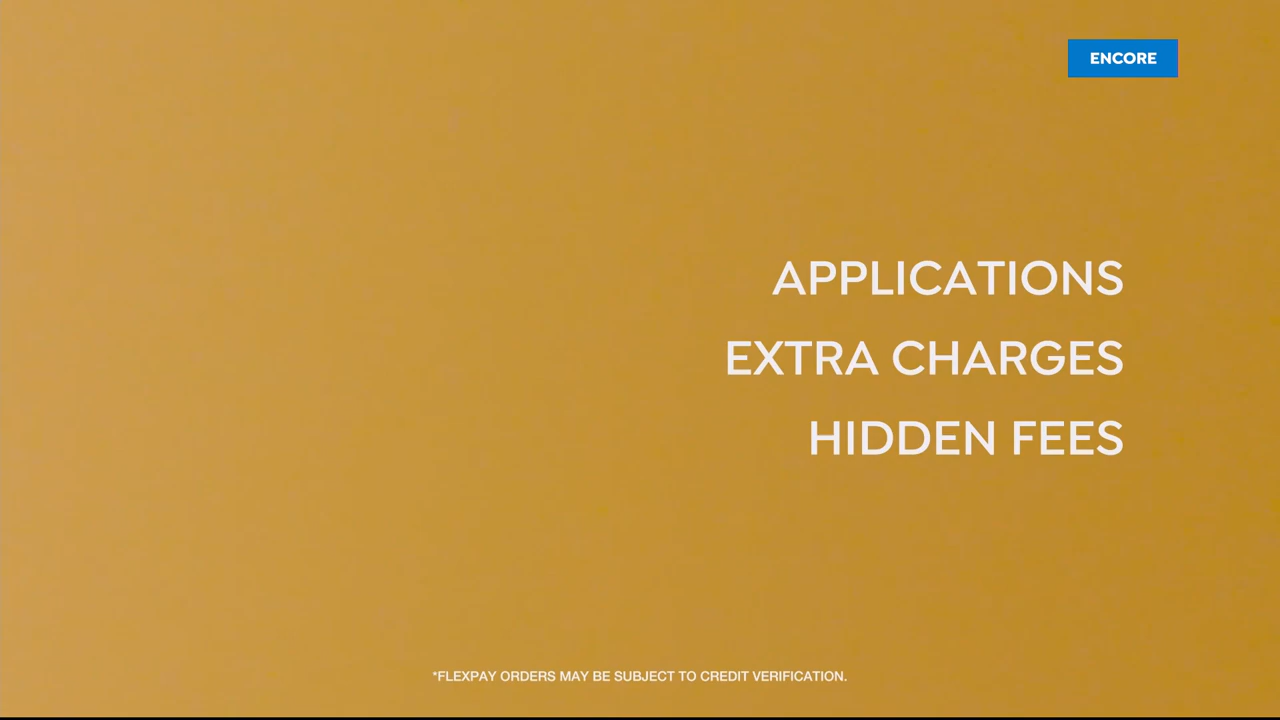 ENCORE
APPLICATIONS
EXTRA CHARGES
HIDDEN FEES
*FLEXPAY ORDERS MAY BE SUBJECT TO CREDIT VERIFICATION.